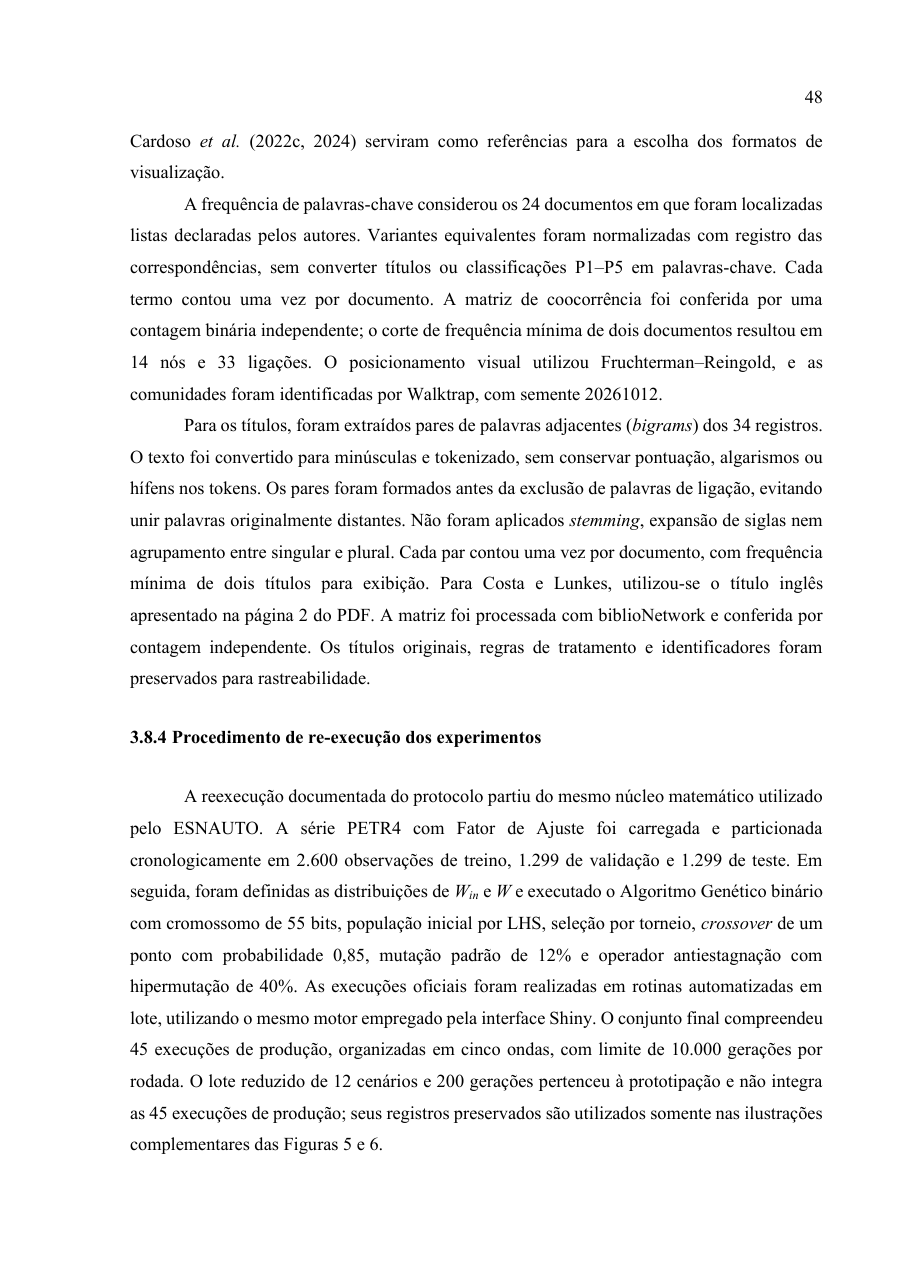 48
Cardoso et al. (2022c, 2024) serviram como referências para a escolha dos formatos de
visualização.
A frequência de palavras-chave considerou os 24 documentos em que foram localizadas
listas declaradas pelos autores. Variantes equivalentes foram normalizadas com registro das
correspondências, sem converter títulos ou classificações P1–P5 em palavras-chave. Cada
termo contou uma vez por documento. A matriz de coocorrência foi conferida por uma
contagem binária independente; o corte de frequência mínima de dois documentos resultou em
14 nós e 33 ligações. O posicionamento visual utilizou Fruchterman–Reingold, e as
comunidades foram identificadas por Walktrap, com semente 20261012.
Para os títulos, foram extraídos pares de palavras adjacentes (bigrams) dos 34 registros.
O texto foi convertido para minúsculas e tokenizado, sem conservar pontuação, algarismos ou
hífens nos tokens. Os pares foram formados antes da exclusão de palavras de ligação, evitando
unir palavras originalmente distantes. Não foram aplicados stemming, expansão de siglas nem
agrupamento entre singular e plural. Cada par contou uma vez por documento, com frequência
mínima de dois títulos para exibição. Para Costa e Lunkes, utilizou-se o título inglês
apresentado na página 2 do PDF. A matriz foi processada com biblioNetwork e conferida por
contagem independente. Os títulos originais, regras de tratamento e identificadores foram
preservados para rastreabilidade.
3.8.4 Procedimento de re-execução dos experimentos
A reexecução documentada do protocolo partiu do mesmo núcleo matemático utilizado
pelo ESNAUTO. A série PETR4 com Fator de Ajuste foi carregada e particionada
cronologicamente em 2.600 observações de treino, 1.299 de validação e 1.299 de teste. Em
seguida, foram definidas as distribuições de Win e W e executado o Algoritmo Genético binário
com cromossomo de 55 bits, população inicial por LHS, seleção por torneio, crossover de um
ponto com probabilidade 0,85, mutação padrão de 12% e operador antiestagnação com
hipermutação de 40%. As execuções oficiais foram realizadas em rotinas automatizadas em
lote, utilizando o mesmo motor empregado pela interface Shiny. O conjunto final compreendeu
45 execuções de produção, organizadas em cinco ondas, com limite de 10.000 gerações por
rodada. O lote reduzido de 12 cenários e 200 gerações pertenceu à prototipação e não integra
as 45 execuções de produção; seus registros preservados são utilizados somente nas ilustrações
complementares das Figuras 5 e 6.